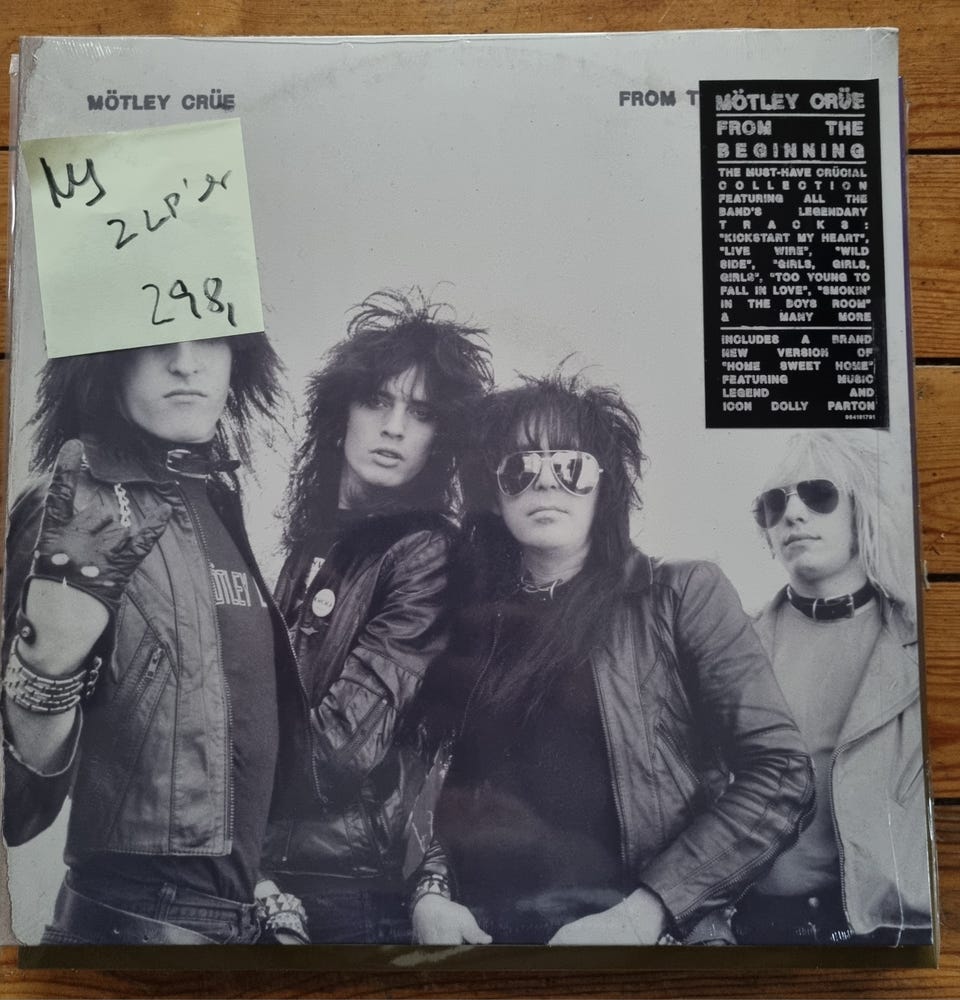 MÖTLEY CRÜE
FROM T
Ny
2 LP'er
298,
MÖTLEY CRÜE
FROM THE
BEGINNING
THE MUST-HAVE CRÜCIAL
COLLECTION
FEATURING ALL THE
BAND'S LEGENDARY
TRACKS:
"KICKSTART MY HEART",
"LIVE WIRE", "WILD
SIDE", "GIRLS, GIRLS,
GIRLS", "TOO YOUNG TO
FALL IN LOVE", "SMOKIN'
IN THE BOYS ROOM"
& MANY MORE
INCLUDES A BRAND
NEW VERSION OF
"HOME SWEET HOME"
FEATURING MUSIC
LEGEND AND
ICON DOLLY PARTON